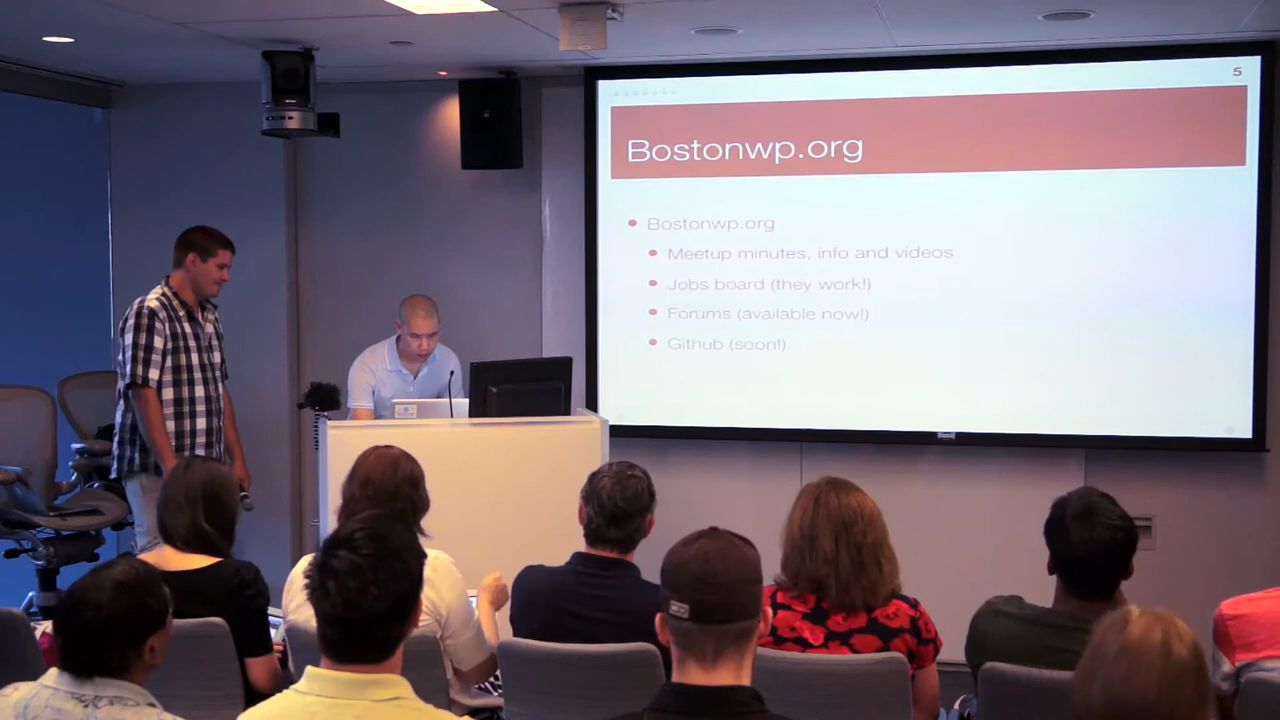 5
Bostonwp.org
Bostonwp.org
Meetup minutes, info and videos
Jobs board (they work!)
Forums (available now!)
Github (soon!)